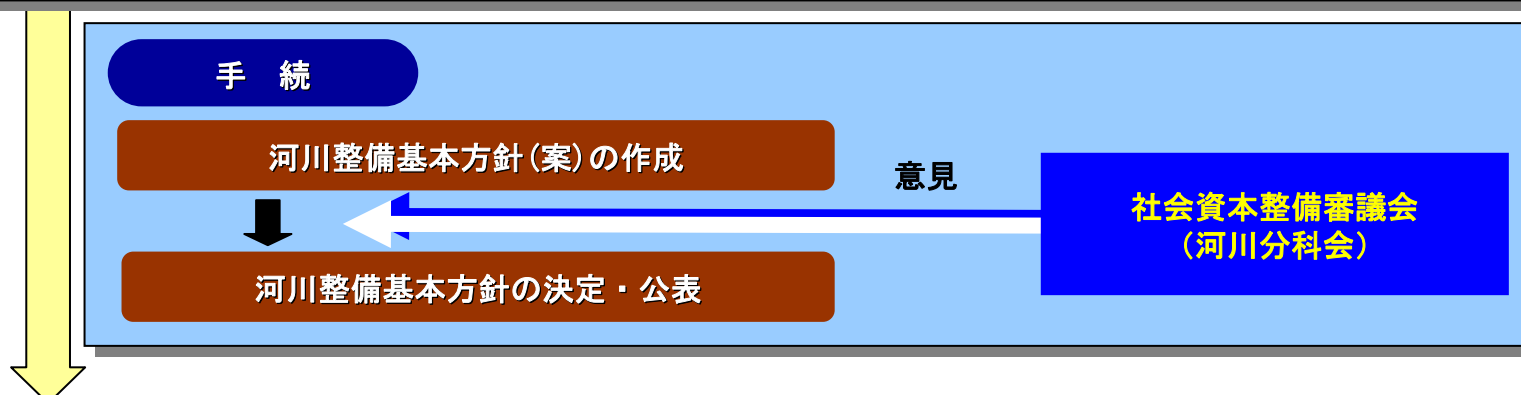 手　続
河川整備基本方針(案)の作成
意見
社会資本整備審議会
(河川分科会)
河川整備基本方針の決定・公表